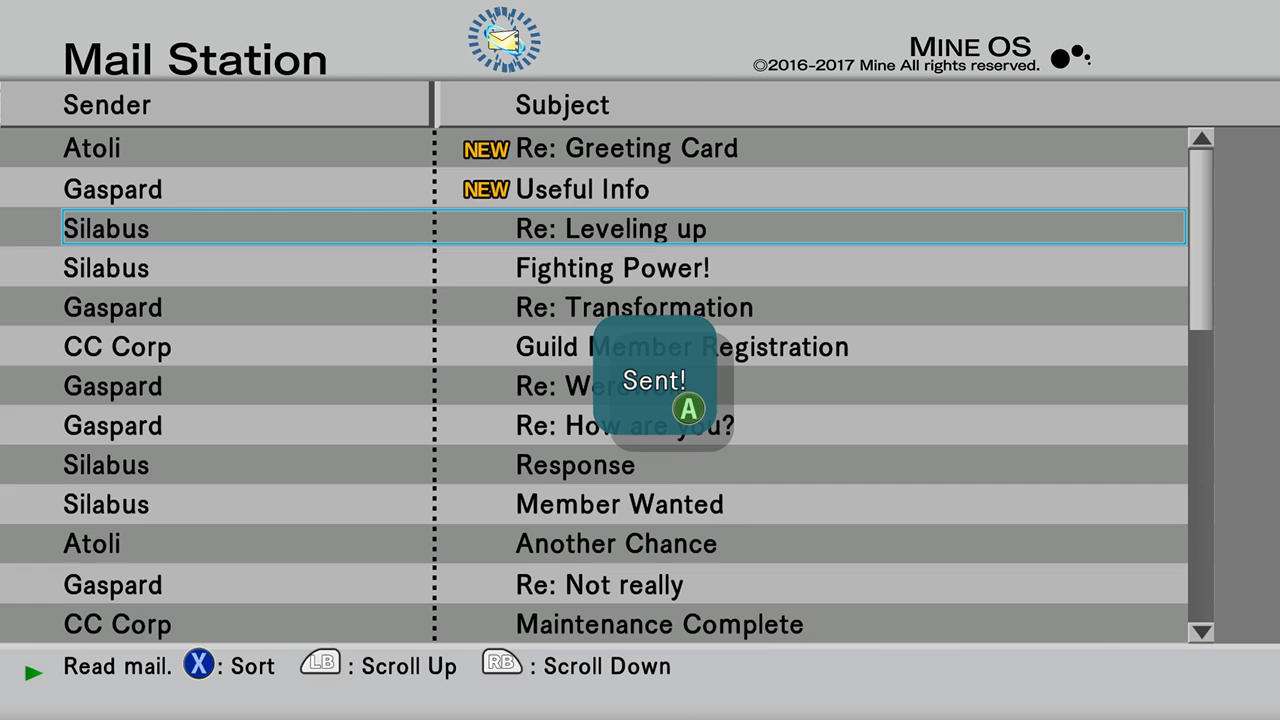 Mail Station
MINE OS
©2016-2017 Mine All rights reserved.
Sender Subject
Atoli NEW Re: Greeting Card
Gaspard NEW Useful Info
Silabus Re: Leveling up
Silabus Fighting Power!
Gaspard Re: Transformation
CC Corp Guild Member Registration
Gaspard Re:
Sent!
A
Gaspard Re: How are you?
Silabus Response
Silabus Member Wanted
Atoli Another Chance
Gaspard Re: Not really
CC Corp Maintenance Complete
Read mail. X : Sort LB : Scroll Up RB : Scroll Down